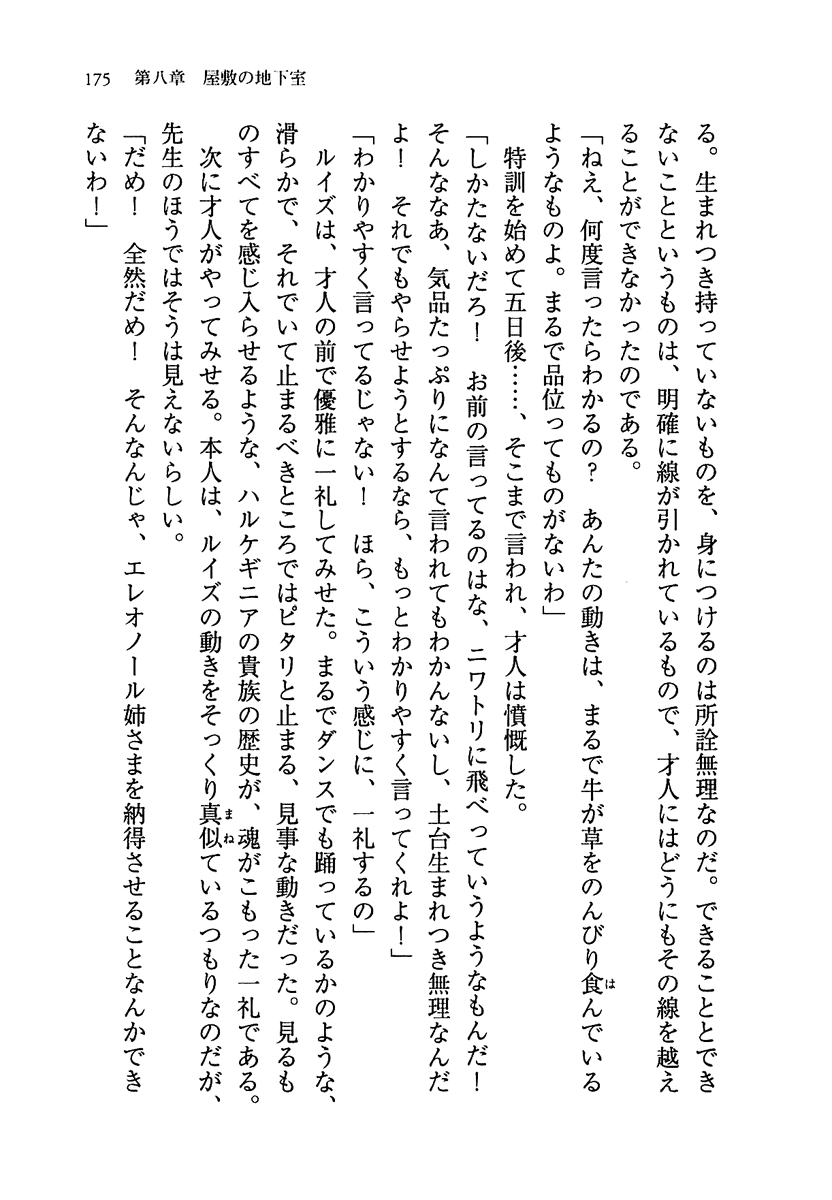 175　第八章　屋敷の地下室
る。生まれつき持っていないものを、身につけるのは所詮無理なのだ。できることとでき
ないことというものは、明確に線が引かれているもので、才人にはどうにもその線を越え
ることができなかったのである。
「ねえ、何度言ったらわかるの？　あんたの動きは、まるで牛が草をのんびり食はんでいる
ようなものよ。まるで品位ってものがないわ」
　特訓を始めて五日後……、そこまで言われ、才人は憤慨した。
「しかたないだろ！　お前の言ってるのはな、ニワトリに飛べっていうようなもんだ！
そんななあ、気品たっぷりになんて言われてもわかんないし、土台生まれつき無理なんだ
よ！　それでもやらせようとするなら、もっとわかりやすく言ってくれよ！」
「わかりやすく言ってるじゃない！　ほら、こういう感じに、一礼するの」
　ルイズは、才人の前で優雅に一礼してみせた。まるでダンスでも踊っているかのような、
滑らかで、それでいて止まるべきところではピタリと止まる、見事な動きだった。見るも
のすべてを感じ入らせるような、ハルケギニアの貴族の歴史が、魂がこもった一礼である。
　次に才人がやってみせる。本人は、ルイズの動きをそっくり真似まねているつもりなのだが、
先生のほうではそうは見えないらしい。
「だめ！　全然だめ！　そんなんじゃ、エレオノール姉さまを納得させることなんかでき
ないわ！」